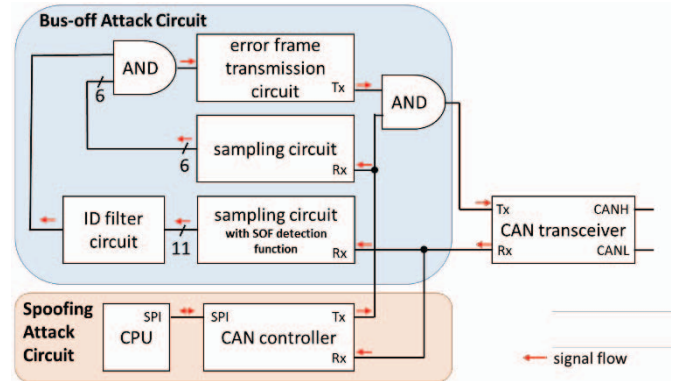 Bus-off Attack Circuit
AND
6
error frame
transmission
circuit
Tx
AND
6
sampling circuit
Rx
ID filter
circuit
11
sampling circuit
with SOF detection
function
Rx
Tx
CANH
CAN transceiver
Rx
CANL
Spoofing
Attack
Circuit
SPI
CPU
SPI
Tx
CAN controller
Rx
signal flow